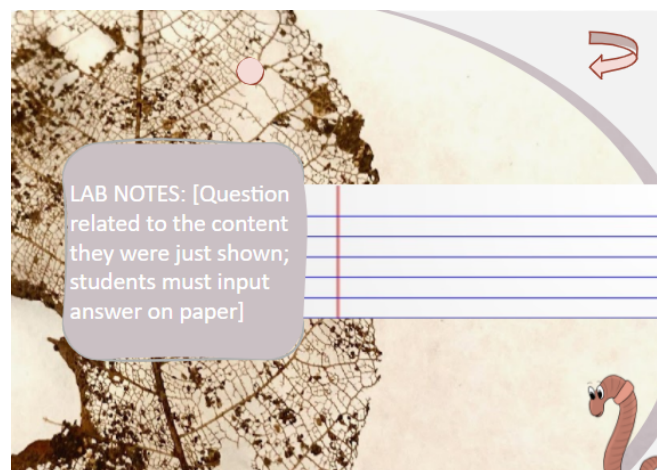 LAB NOTES: [Question
related to the content
they were just shown;
students must input
answer on paper]